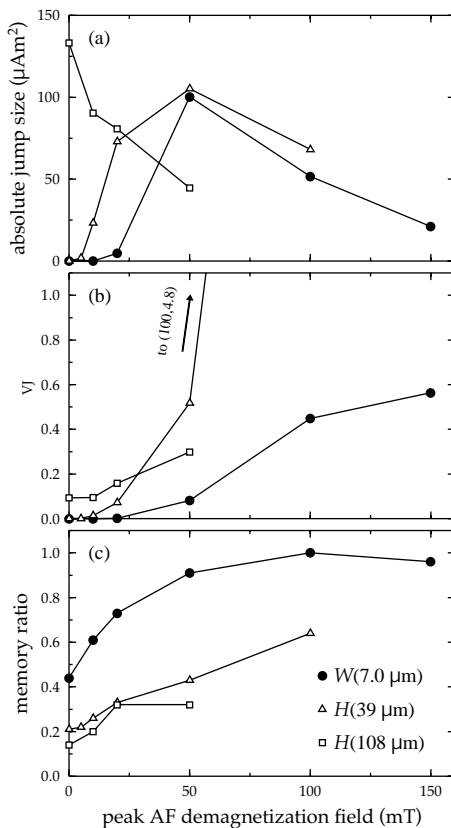 150
(a)
100
50
0
absolute jump size (μAm²)
1.0
(b)
0.8
0.6
0.4
0.2
0.0
VJ
to (100,4.8)
1.0
(c)
0.8
0.6
0.4
0.2
0.0
memory ratio
W(7.0 μm)
H(39 μm)
H(108 μm)
0 50 100 150
peak AF demagnetization field (mT)